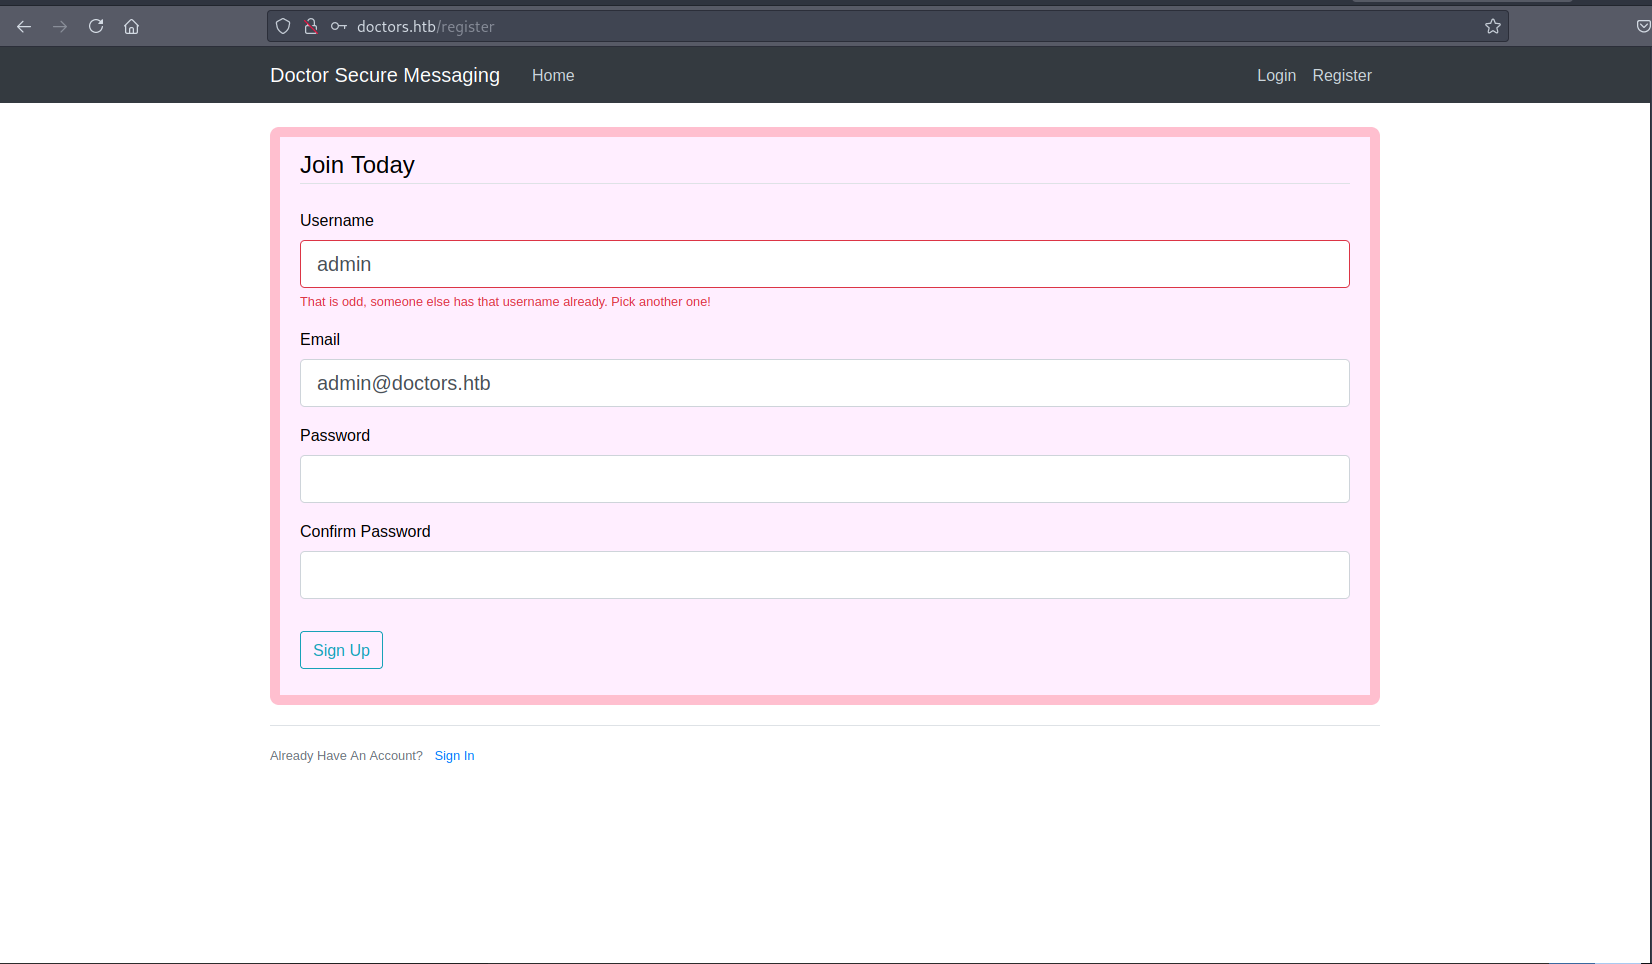 doctors.htb/register
Doctor Secure Messaging Home Login Register
Join Today
Username
admin
That is odd, someone else has that username already. Pick another one!
Email
admin@doctors.htb
Password
Confirm Password
Sign Up
Already Have An Account? Sign In